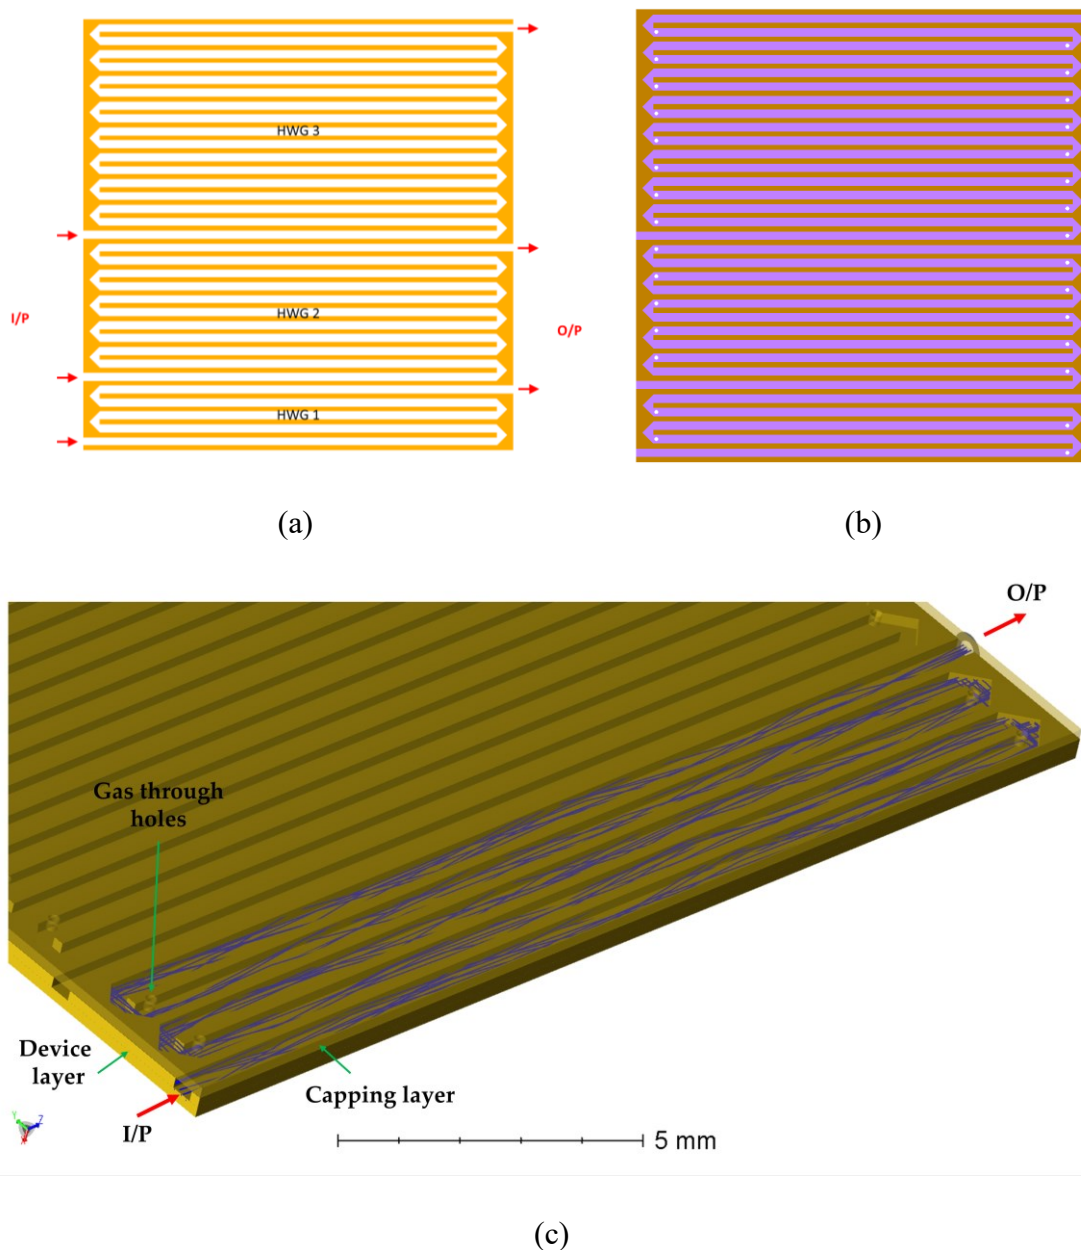 HWG 3
I/P
HWG 2
O/P
HWG 1
(a)
(b)
O/P
Gas through
holes
Device
layer
Capping layer
I/P
5 mm
Y
Z
X
(c)